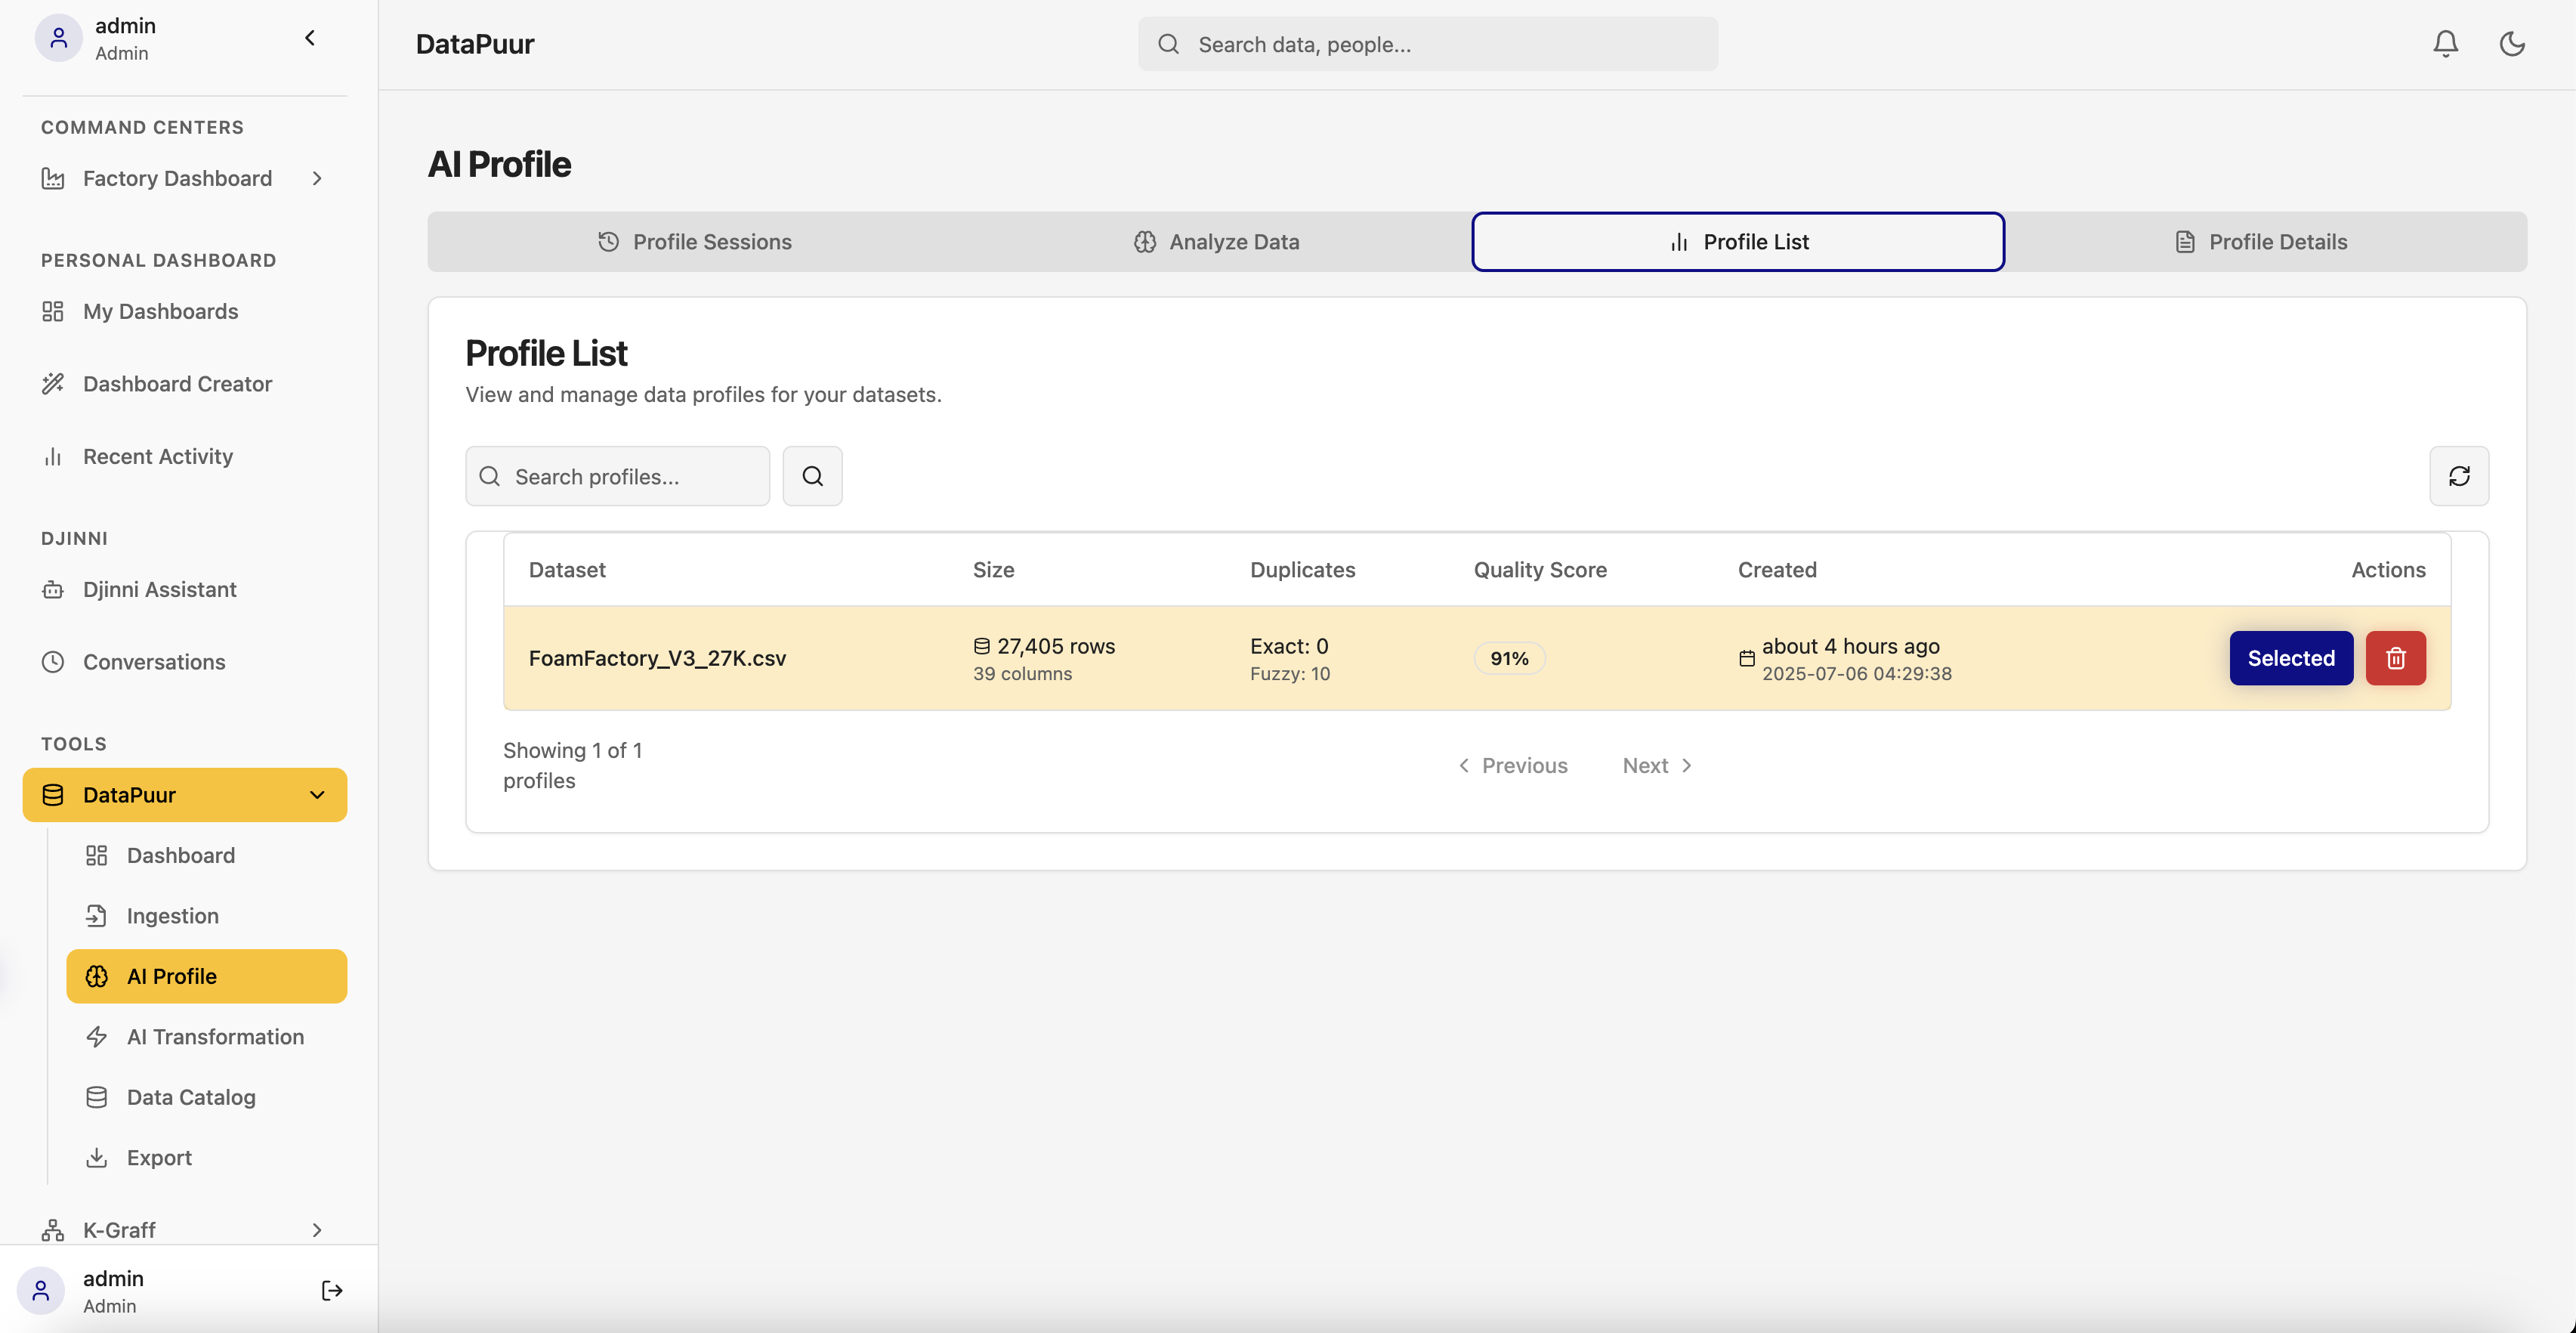 admin
Admin
COMMAND CENTERS
Factory Dashboard
PERSONAL DASHBOARD
My Dashboards
Dashboard Creator
Recent Activity
DJINNI
Djinni Assistant
Conversations
TOOLS
DataPuur
Dashboard
Ingestion
AI Profile
AI Transformation
Data Catalog
Export
K-Graff
admin
Admin
DataPuur
Search data, people...
AI Profile
Profile Sessions
Analyze Data
Profile List
Profile Details
Profile List
View and manage data profiles for your datasets.
Search profiles...
Dataset Size Duplicates Quality Score Created Actions
FoamFactory_V3_27K.csv
27,405 rows
39 columns
Exact: 0
Fuzzy: 10
91%
about 4 hours ago
2025-07-06 04:29:38
Selected
Showing 1 of 1
profiles
Previous
Next